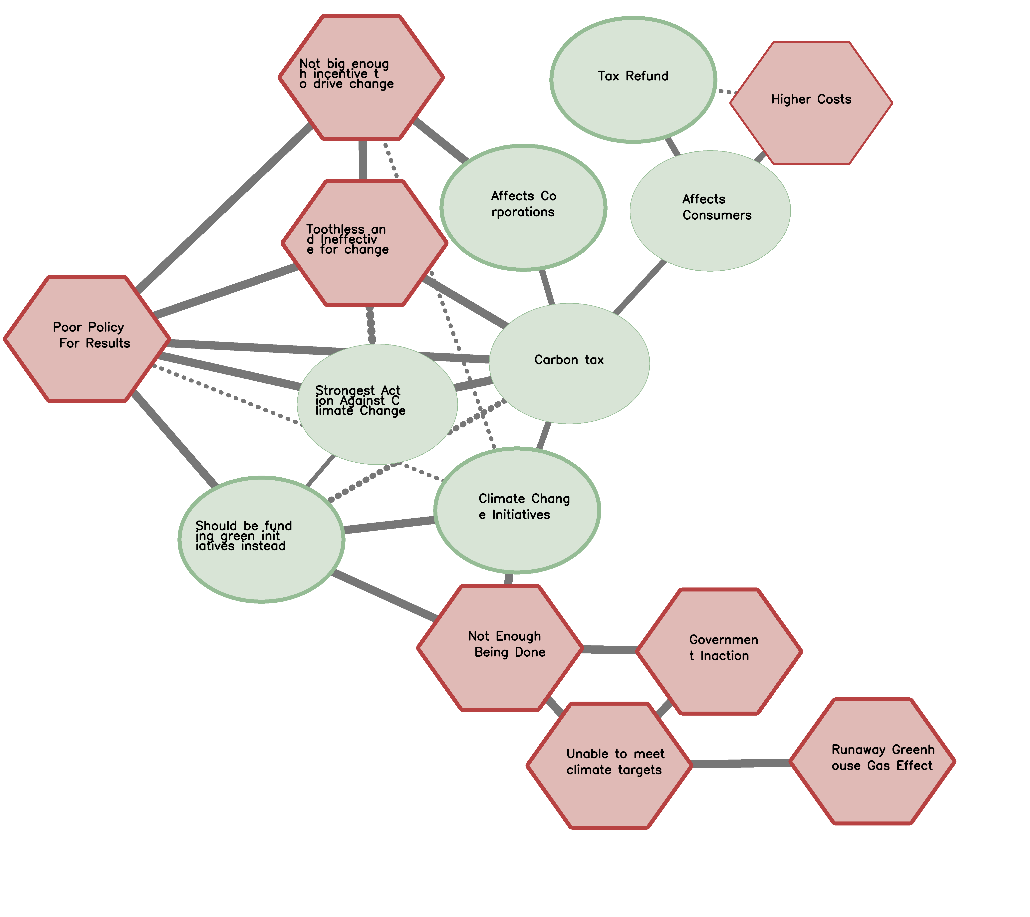 Not big enoug
h incentive t
o drive change
Tax Refund
Higher Costs
Affects Co
rporations
Affects
Consumers
Toothless an
d Ineffectiv
e for change
Poor Policy
For Results
Carbon tax
Strongest Act
ion Against C
limate Change
Climate Chang
e Initiatives
Should be fund
ing green init
iatives instead
Not Enough
Being Done
Governmen
t Inaction
Unable to meet
climate targets
Runaway Greenh
ouse Gas Effect